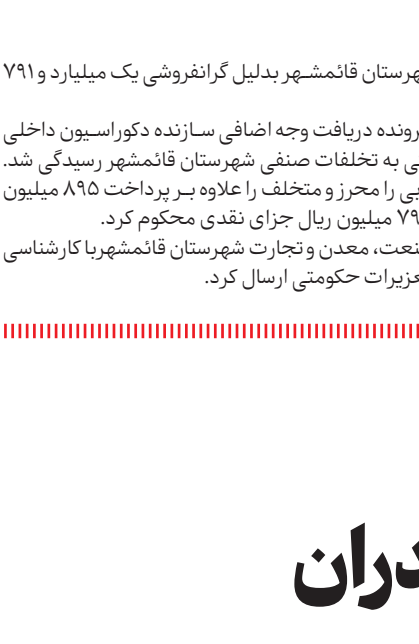 هرستان قائمشهر بدلیل گرانفروشی یک میلیارد و ۷۹۱
رونده دریافت وجه اضافی سازنده دکوراسیون داخلی
ی به تخلفات صنفی شهرستان قائمشهر رسیدگی شد.
بی را محرز و متخلف را علاوه بر پرداخت ۸۹۵ میلیون
۷۹ میلیون ریال جزای نقدی محکوم کرد.
نعت، معدن و تجارت شهرستان قائمشهربا کارشناسی
عزیرات حکومتی ارسال کرد.
دران